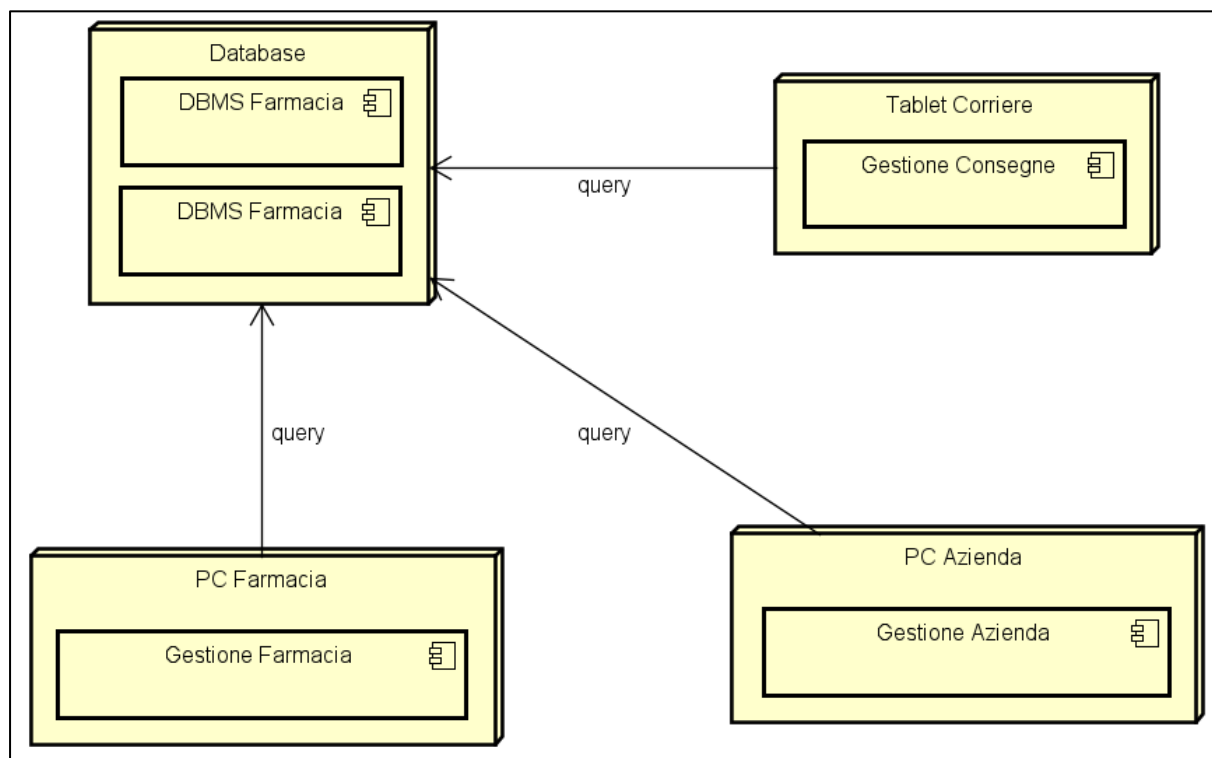 Database
DBMS Farmacia
DBMS Farmacia
Tablet Corriere
Gestione Consegne
query
query
query
PC Farmacia
Gestione Farmacia
PC Azienda
Gestione Azienda